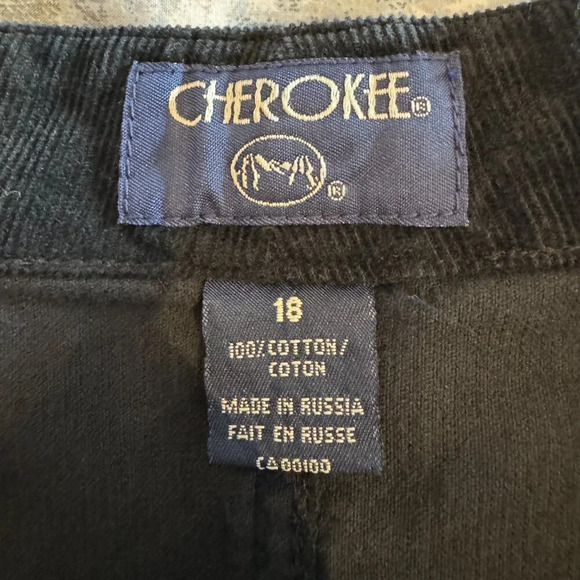 CHEROKEE®
®
18
100% COTTON/
COTON
MADE IN RUSSIA
FAIT EN RUSSE
CA00100